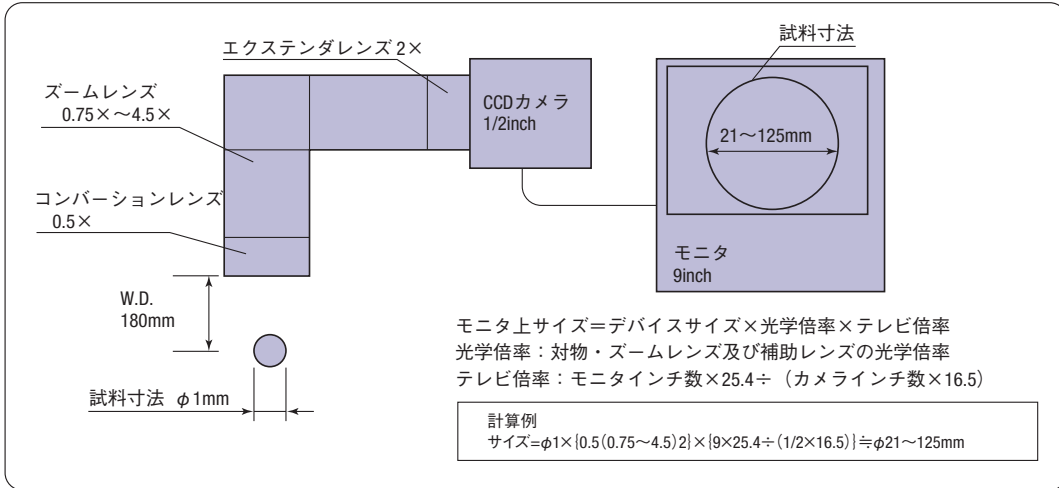 エクステンダレンズ 2×
試料寸法
ズームレンズ
0.75×～4.5×
CCDカメラ
1/2inch
21～125mm
コンバーションレンズ
0.5×
モニタ
9inch
W.D.
180mm
試料寸法 φ1mm
モニタ上サイズ＝デバイスサイズ×光学倍率×テレビ倍率
光学倍率：対物・ズームレンズ及び補助レンズの光学倍率
テレビ倍率：モニタインチ数×25.4÷（カメラインチ数×16.5）
計算例
サイズ=φ1×{0.5(0.75～4.5)2}×{9×25.4÷(1/2×16.5)}≒φ21～125mm